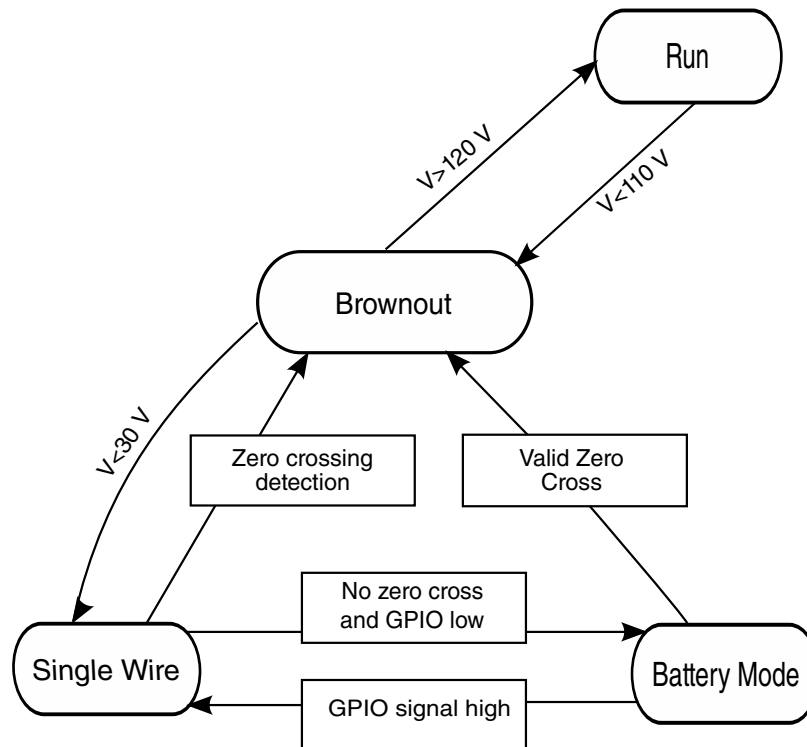 Run
V>120 V
V<110 V
Brownout
V<30 V
Zero crossing
detection
Valid Zero
Cross
No zero cross
and GPIO low
Single Wire
Battery Mode
GPIO signal high